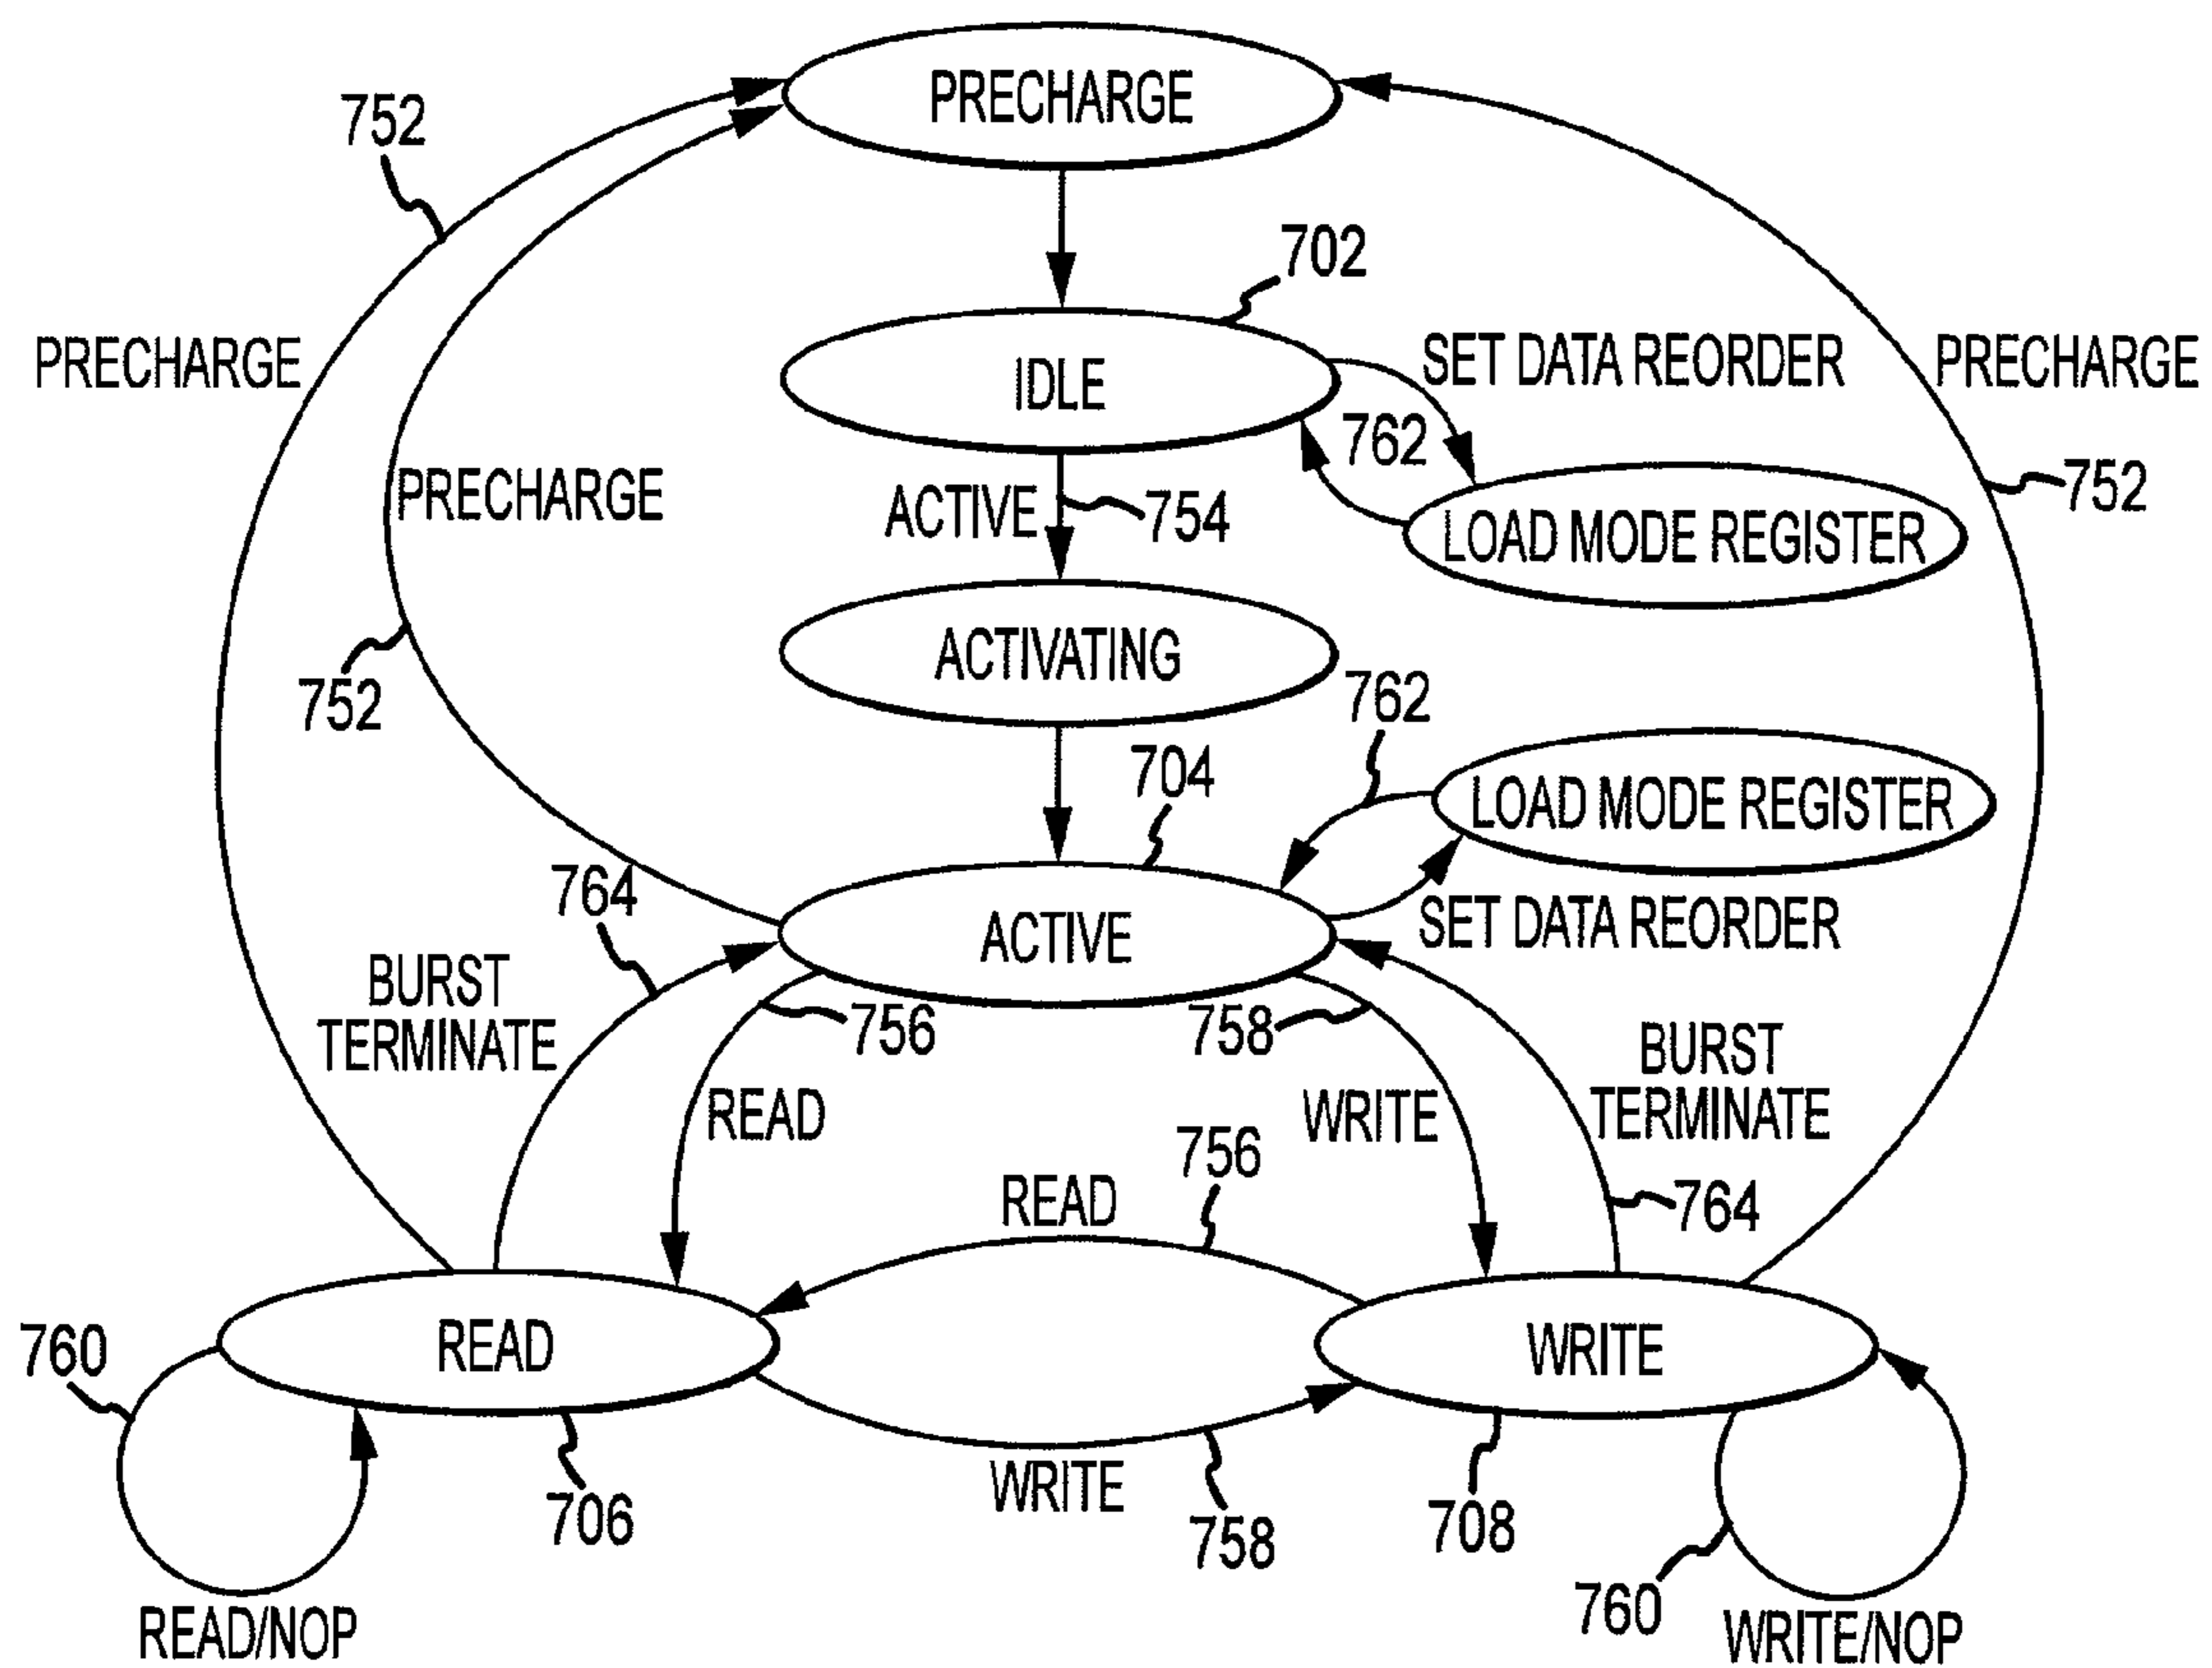 PRECHARGE
752
702
IDLE
SET DATA REORDER
PRECHARGE
PRECHARGE
762
PRECHARGE
752
ACTIVE
754
LOAD MODE REGISTER
ACTIVATING
752
762
704
LOAD MODE REGISTER
764
ACTIVE
SET DATA REORDER
BURST
TERMINATE
756
758
BURST
TERMINATE
READ
WRITE
756
READ
764
760
READ
WRITE
706
WRITE
758
708
760
READ/NOP
WRITE/NOP